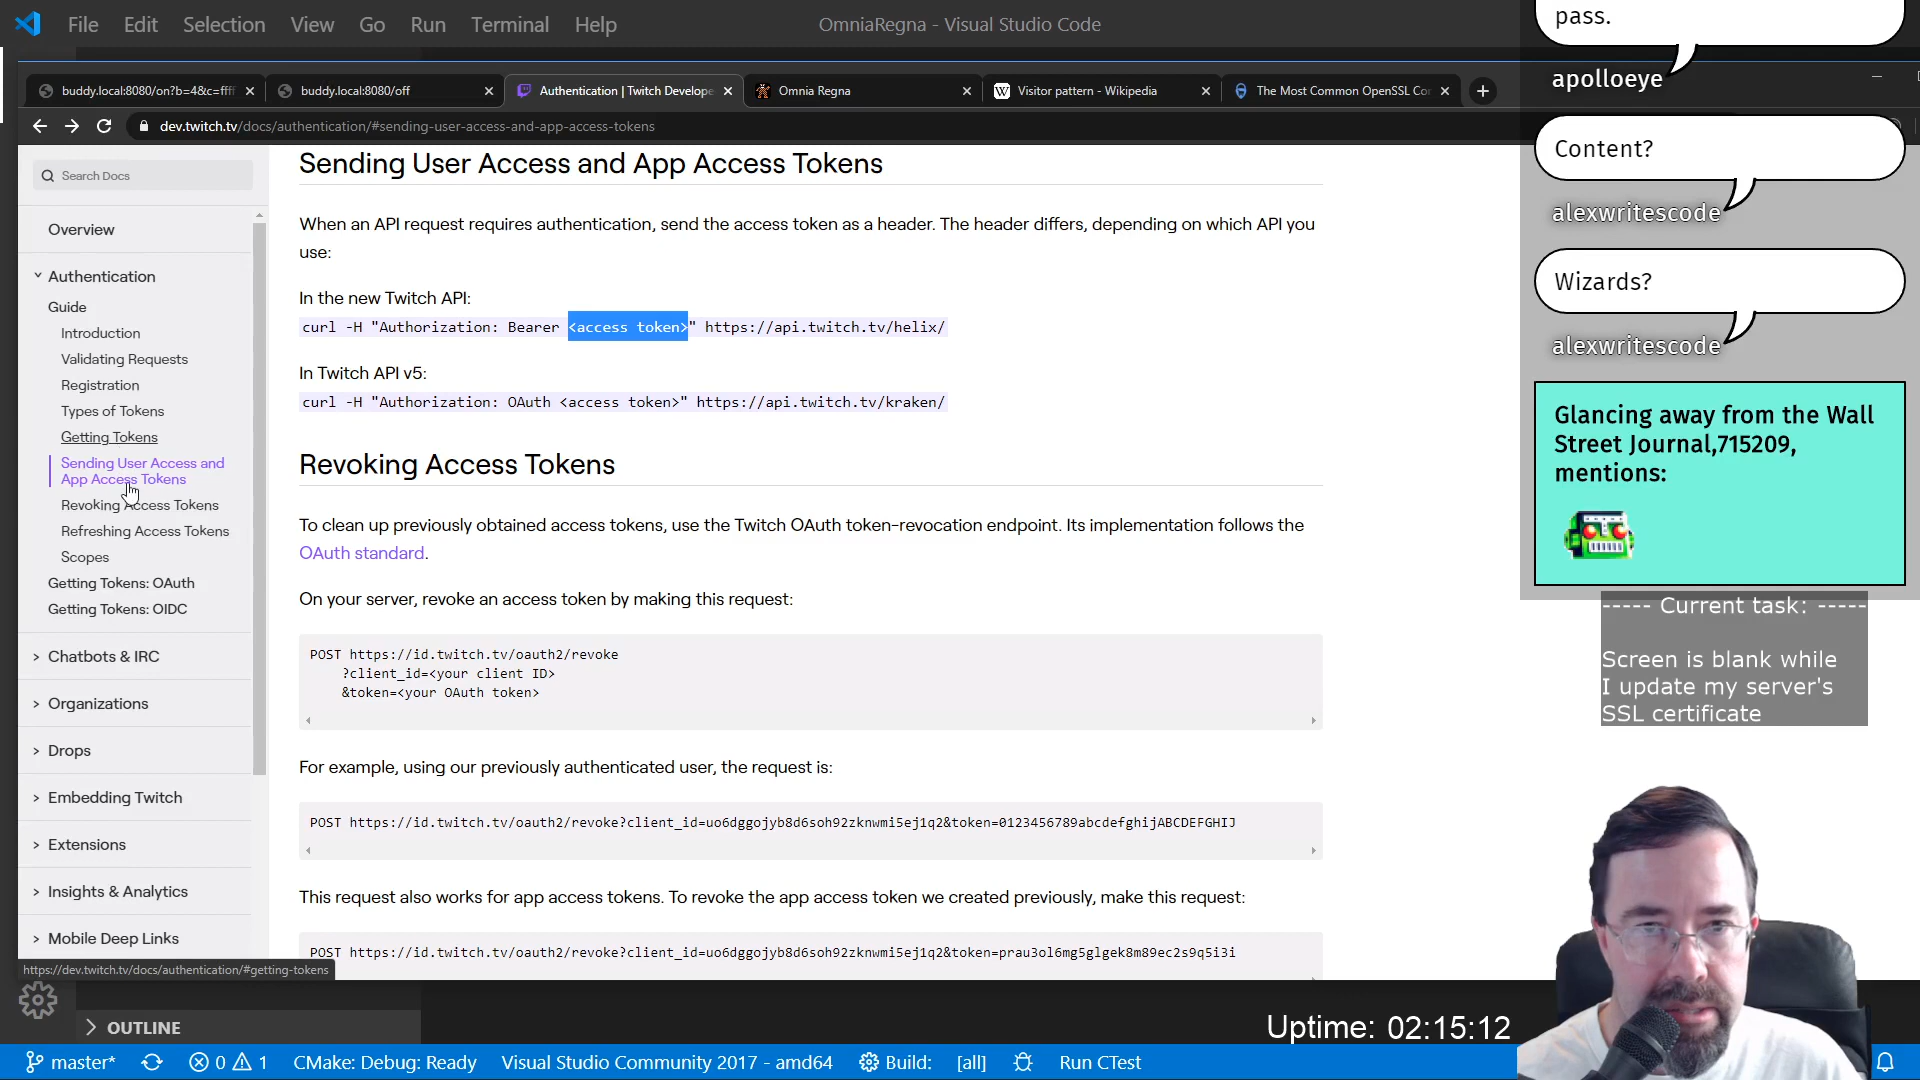 File Edit Selection View Go Run Terminal Help
OmniaRegna - Visual Studio Code
buddy.local:8080/on?b=4&c=ffff
buddy.local:8080/off
Authentication | Twitch Develope
Omnia Regna
Visitor pattern - Wikipedia
The Most Common OpenSSL Co
dev.twitch.tv/docs/authentication/#sending-user-access-and-app-access-tokens
Search Docs
Overview
Authentication
Guide
Introduction
Validating Requests
Registration
Types of Tokens
Getting Tokens
Sending User Access and
App Access Tokens
Revoking Access Tokens
Refreshing Access Tokens
Scopes
Getting Tokens: OAuth
Getting Tokens: OIDC
Chatbots & IRC
Organizations
Drops
Embedding Twitch
Extensions
Insights & Analytics
Mobile Deep Links
https://dev.twitch.tv/docs/authentication/#getting-tokens
Sending User Access and App Access Tokens
When an API request requires authentication, send the access token as a header. The header differs, depending on which API you
use:
In the new Twitch API:
curl -H "Authorization: Bearer <access token>" https://api.twitch.tv/helix/
In Twitch API v5:
curl -H "Authorization: OAuth <access token>" https://api.twitch.tv/kraken/
Revoking Access Tokens
To clean up previously obtained access tokens, use the Twitch OAuth token-revocation endpoint. Its implementation follows the
OAuth standard.
On your server, revoke an access token by making this request:
POST https://id.twitch.tv/oauth2/revoke
?client_id=<your client ID>
&token=<your OAuth token>
For example, using our previously authenticated user, the request is:
POST https://id.twitch.tv/oauth2/revoke?client_id=uo6dggojyb8d6soh92zknwmi5ej1q2&token=0123456789abcdefghijABCDEFGHIJ
This request also works for app access tokens. To revoke the app access token we created previously, make this request:
POST https://id.twitch.tv/oauth2/revoke?client_id=uo6dggojyb8d6soh92zknwmi5ej1q2&token=prau3ol6mg5glgek8m89ec2s9q5i3i
pass.
apolloeye
Content?
alexwritescode
Wizards?
alexwritescode
Glancing away from the Wall
Street Journal,715209,
mentions:
----- Current task: -----
Screen is blank while
I update my server's
SSL certificate
Uptime: 02:15:12
OUTLINE
master* 0 1 CMake: Debug: Ready Visual Studio Community 2017 - amd64 Build: [all] Run CTest